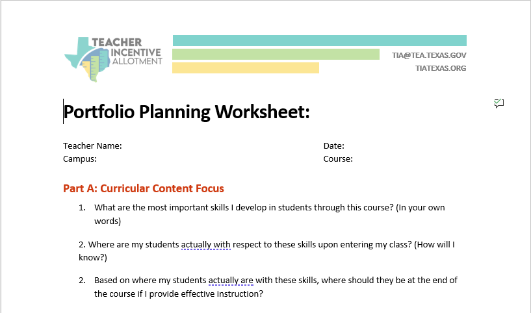 TEACHER
INCENTIVE
ALLOTMENT
TIA@TEA.TEXAS.GOV
TIATEXAS.ORG
Portfolio Planning Worksheet:
Teacher Name: Date:
Campus: Course:
Part A: Curricular Content Focus
1. What are the most important skills I develop in students through this course? (In your own
words)
2. Where are my students actually with respect to these skills upon entering my class? (How will I
know?)
2. Based on where my students actually are with these skills, where should they be at the end of
the course if I provide effective instruction?